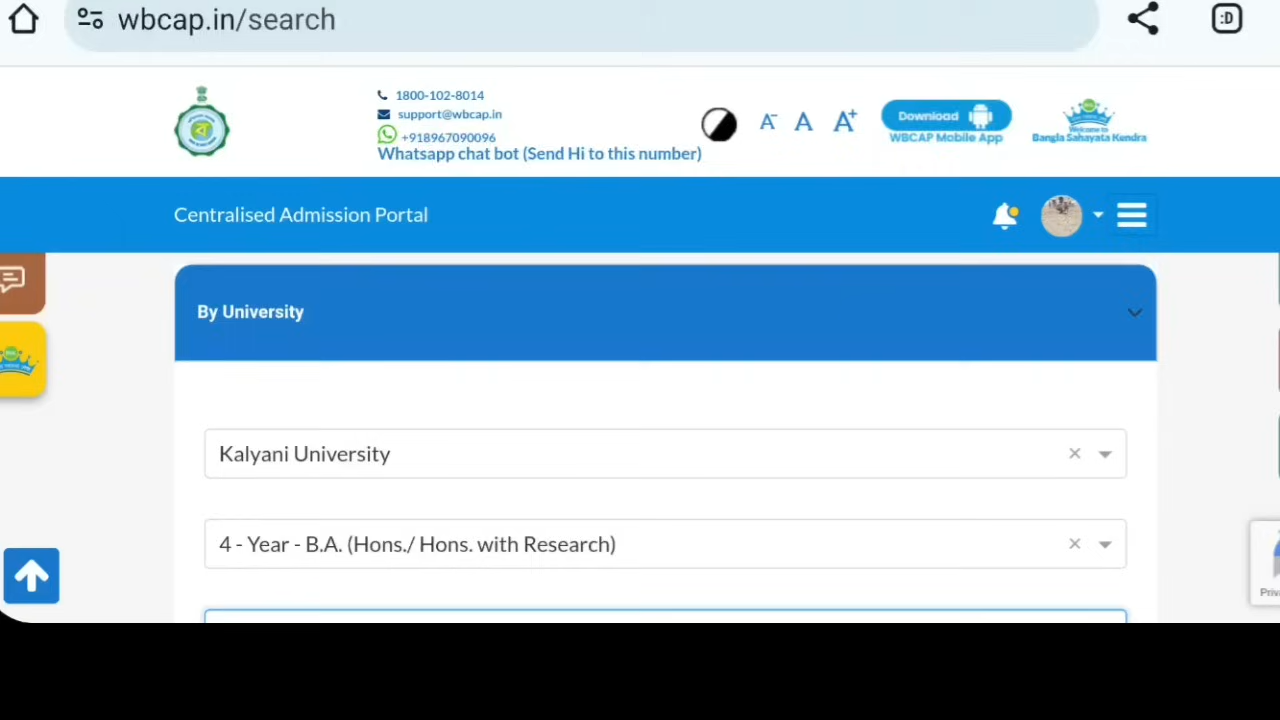 wbcap.in/search
:D
1800-102-8014
support@wbcap.in
+918967090096
Whatsapp chat bot (Send Hi to this number)
A- A A+
Download
WBCAP Mobile App
Welcome to
Bangla Sahayata Kendra
Centralised Admission Portal
By University
Kalyani University
4 - Year - B.A. (Hons./ Hons. with Research)